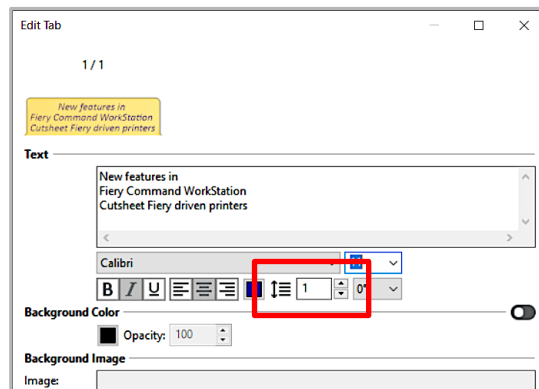 Edit Tab
1 / 1
New features in
Fiery Command WorkStation
Cutsheet Fiery driven printers
Text
New features in
Fiery Command WorkStation
Cutsheet Fiery driven printers
Calibri
B I U 1 0°
Background Color
Opacity: 100
Background Image
Image: